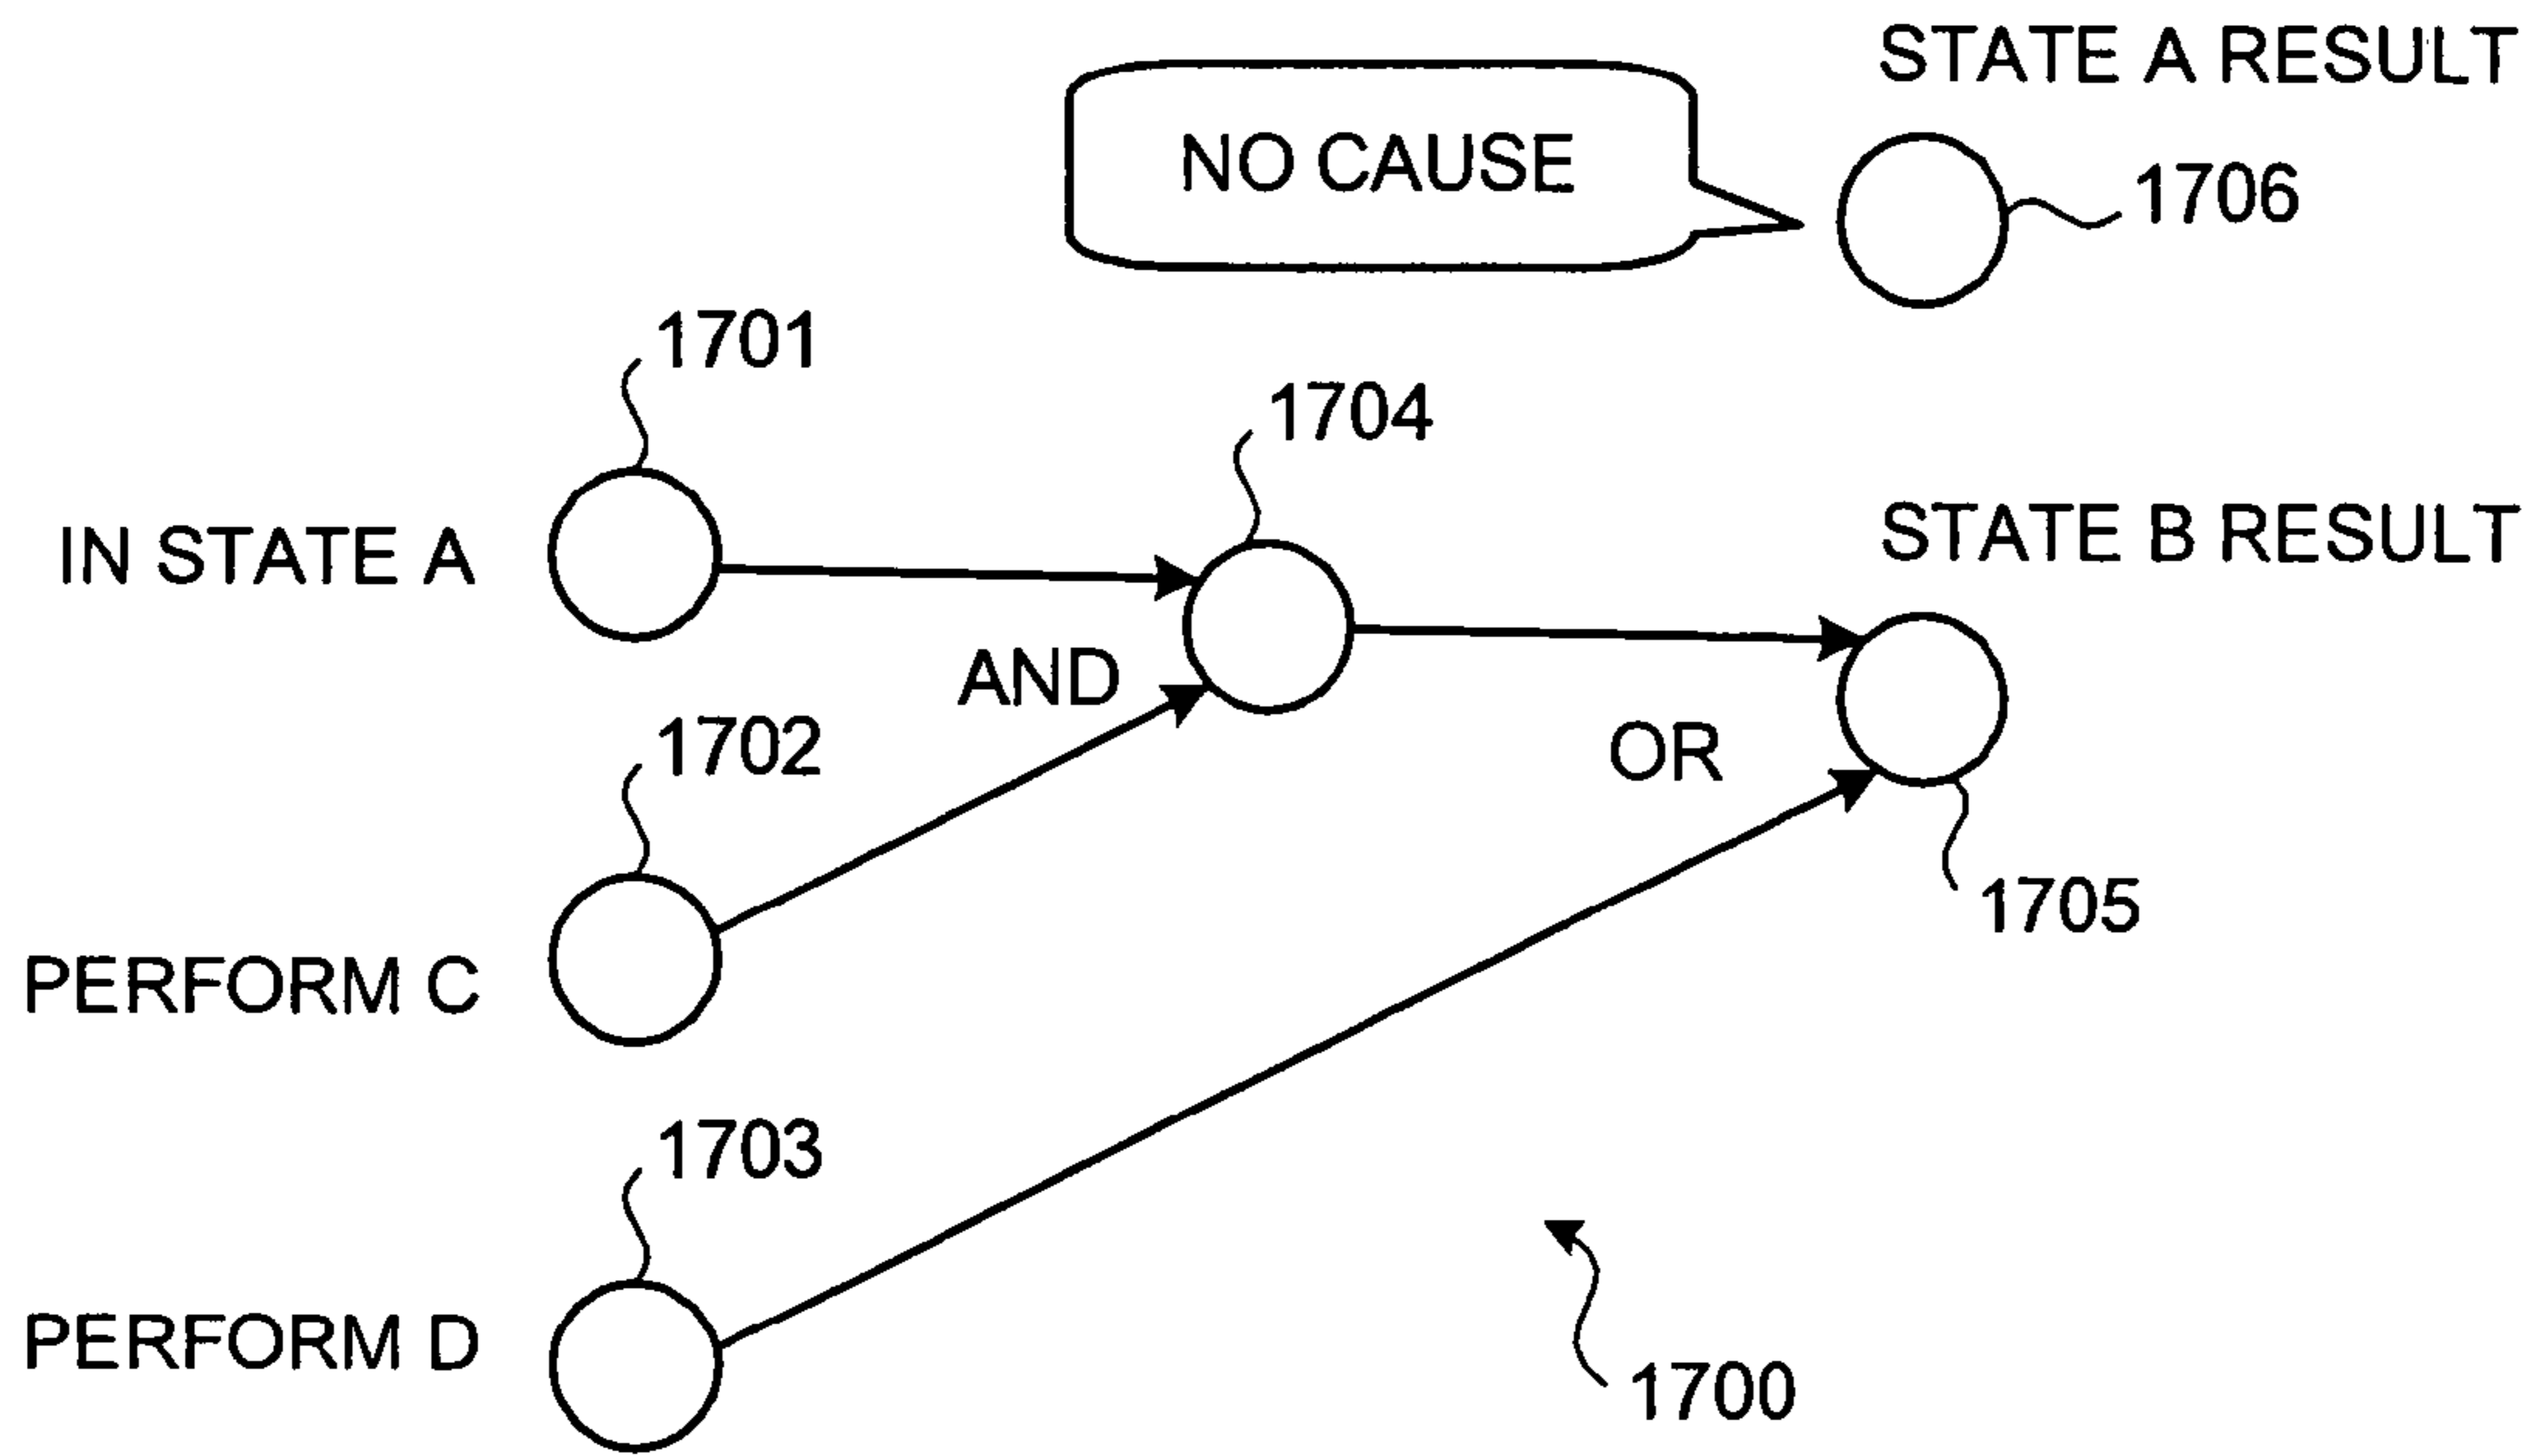 STATE A RESULT
NO CAUSE
1706
1701
1704
IN STATE A
STATE B RESULT
AND
1702
OR
1705
PERFORM C
1703
PERFORM D
1700